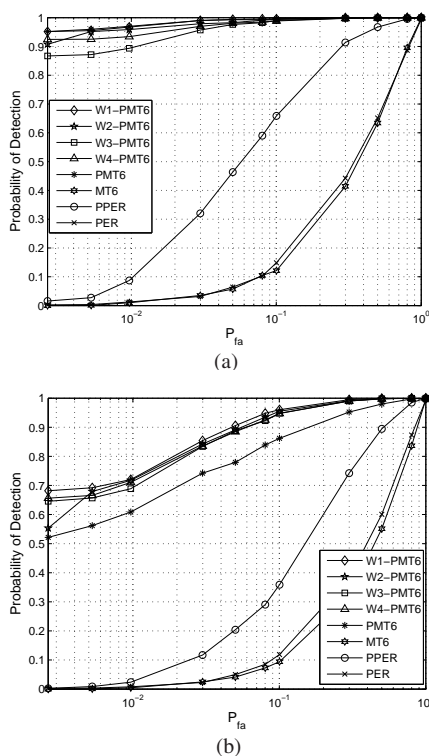 1
0.9
0.8
0.7
0.6
0.5
0.4
0.3
0.2
0.1
0
Probability of Detection
W1−PMT6
W2−PMT6
W3−PMT6
W4−PMT6
PMT6
MT6
PPER
PER
10−2
10−1
100
Pfa
(a)
1
0.9
0.8
0.7
0.6
0.5
0.4
0.3
0.2
0.1
0
Probability of Detection
W1−PMT6
W2−PMT6
W3−PMT6
W4−PMT6
PMT6
MT6
PPER
PER
10−2
10−1
100
Pfa
(b)